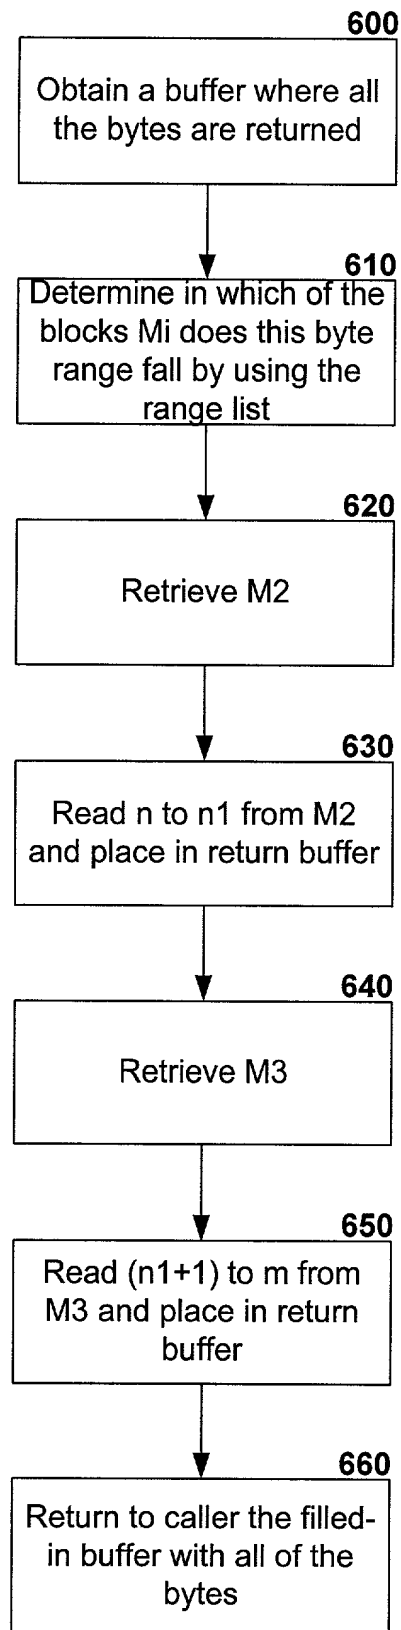 600
Obtain a buffer where all
the bytes are returned
610
Determine in which of the
blocks Mi does this byte
range fall by using the
range list
620
Retrieve M2
630
Read n to n1 from M2
and place in return buffer
640
Retrieve M3
650
Read (n1+1) to m from
M3 and place in return
buffer
660
Return to caller the filled-
in buffer with all of the
bytes